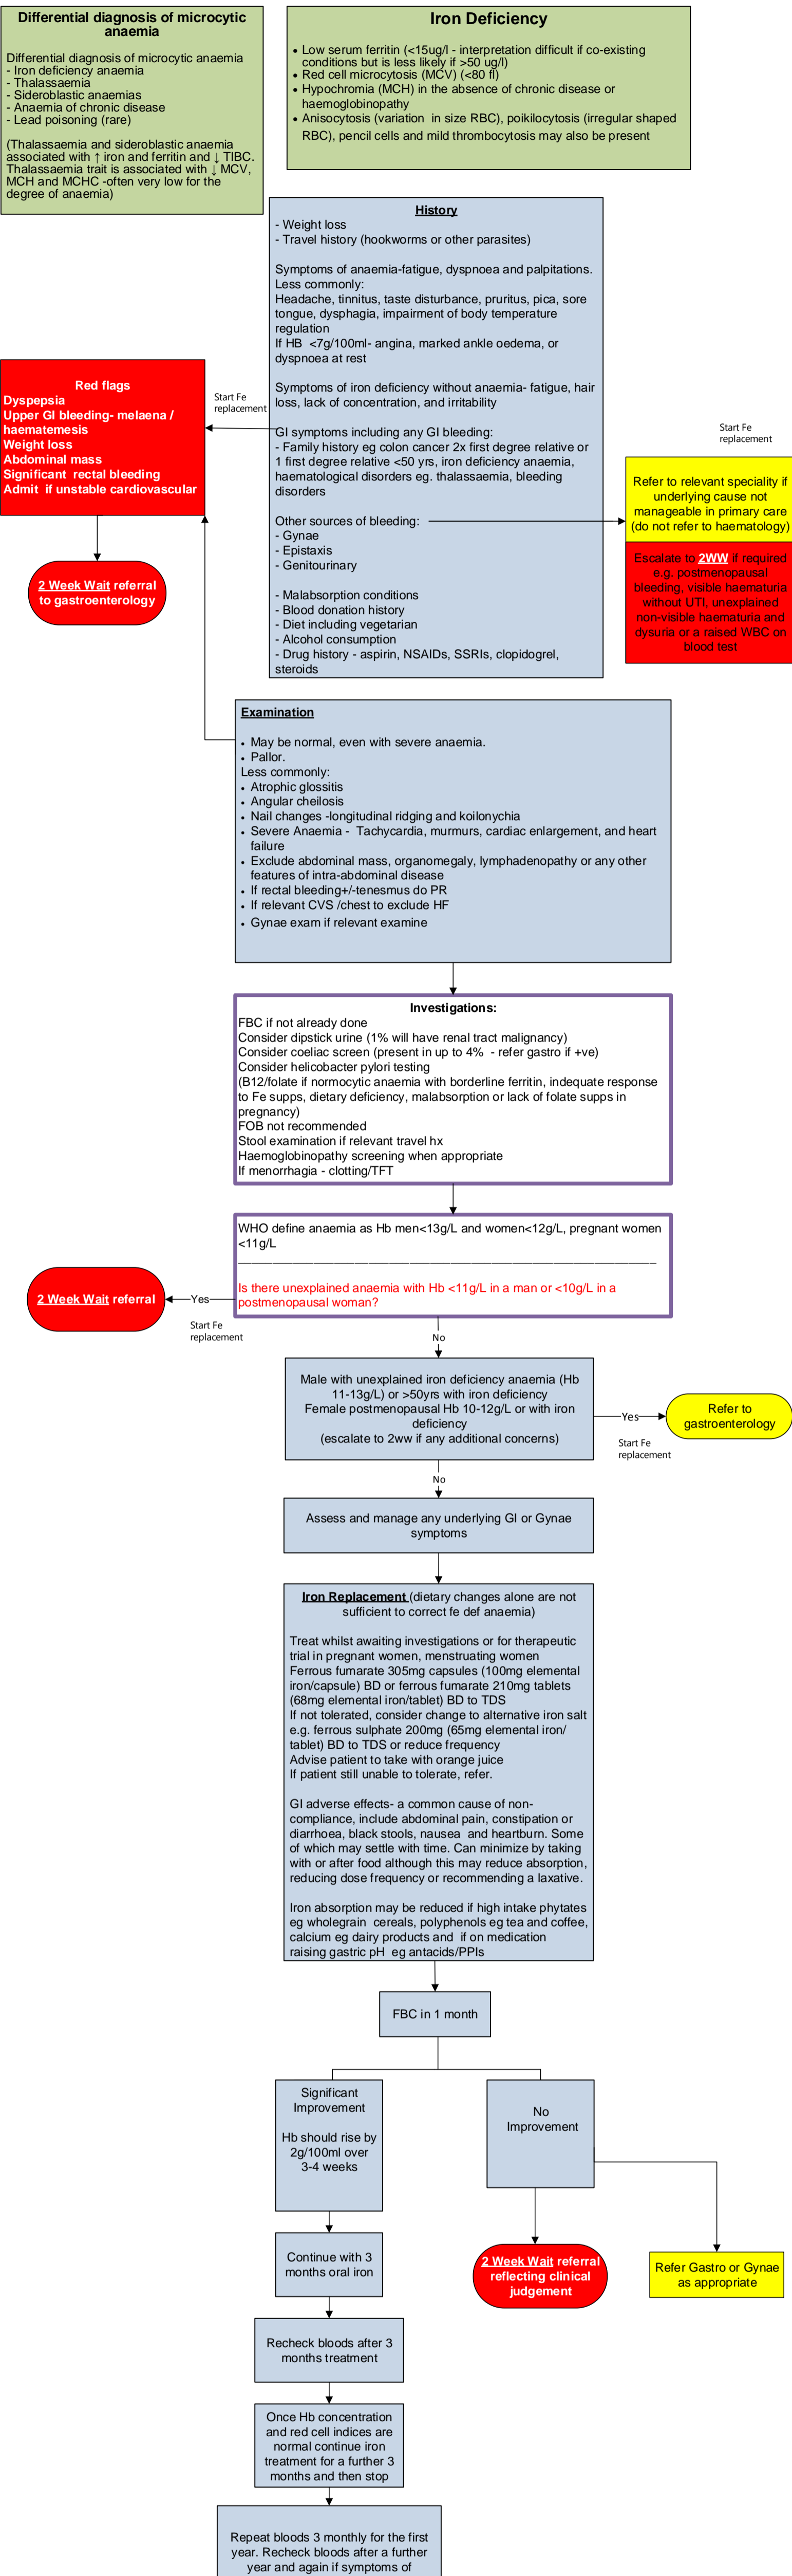 Differential diagnosis of microcytic
anaemia
Differential diagnosis of microcytic anaemia
- Iron deficiency anaemia
- Thalassaemia
- Sideroblastic anaemias
- Anaemia of chronic disease
- Lead poisoning (rare)
(Thalassaemia and sideroblastic anaemia
associated with ↑ iron and ferritin and ↓ TIBC.
Thalassaemia trait is associated with ↓ MCV,
MCH and MCHC -often very low for the
degree of anaemia)
Iron Deficiency
• Low serum ferritin (<15ug/l - interpretation difficult if co-existing
conditions but is less likely if >50 ug/l)
• Red cell microcytosis (MCV) (<80 fl)
• Hypochromia (MCH) in the absence of chronic disease or
haemoglobinopathy
• Anisocytosis (variation in size RBC), poikilocytosis (irregular shaped
RBC), pencil cells and mild thrombocytosis may also be present
History
- Weight loss
- Travel history (hookworms or other parasites)
Symptoms of anaemia-fatigue, dyspnoea and palpitations.
Less commonly:
Headache, tinnitus, taste disturbance, pruritus, pica, sore
tongue, dysphagia, impairment of body temperature
regulation
If HB <7g/100ml- angina, marked ankle oedema, or
dyspnoea at rest
Symptoms of iron deficiency without anaemia- fatigue, hair
loss, lack of concentration, and irritability
GI symptoms including any GI bleeding:
- Family history eg colon cancer 2x first degree relative or
1 first degree relative <50 yrs, iron deficiency anaemia,
haematological disorders eg. thalassaemia, bleeding
disorders
Other sources of bleeding:
- Gynae
- Epistaxis
- Genitourinary
- Malabsorption conditions
- Blood donation history
- Diet including vegetarian
- Alcohol consumption
- Drug history - aspirin, NSAIDs, SSRIs, clopidogrel,
steroids
Start Fe
replacement
Red flags
Dyspepsia
Upper GI bleeding- melaena /
haematemesis
Weight loss
Abdominal mass
Significant rectal bleeding
Admit if unstable cardiovascular
2 Week Wait referral
to gastroenterology
Start Fe
replacement
Refer to relevant speciality if
underlying cause not
manageable in primary care
(do not refer to haematology)
Escalate to 2WW if required
e.g. postmenopausal
bleeding, visible haematuria
without UTI, unexplained
non-visible haematuria and
dysuria or a raised WBC on
blood test
Examination
• May be normal, even with severe anaemia.
• Pallor.
Less commonly:
• Atrophic glossitis
• Angular cheilosis
• Nail changes -longitudinal ridging and koilonychia
• Severe Anaemia - Tachycardia, murmurs, cardiac enlargement, and heart
failure
• Exclude abdominal mass, organomegaly, lymphadenopathy or any other
features of intra-abdominal disease
• If rectal bleeding+/-tenesmus do PR
• If relevant CVS /chest to exclude HF
• Gynae exam if relevant examine
Investigations:
FBC if not already done
Consider dipstick urine (1% will have renal tract malignancy)
Consider coeliac screen (present in up to 4% - refer gastro if +ve)
Consider helicobacter pylori testing
(B12/folate if normocytic anaemia with borderline ferritin, indequate response
to Fe supps, dietary deficiency, malabsorption or lack of folate supps in
pregnancy)
FOB not recommended
Stool examination if relevant travel hx
Haemoglobinopathy screening when appropriate
If menorrhagia - clotting/TFT
WHO define anaemia as Hb men<13g/L and women<12g/L, pregnant women
<11g/L
Is there unexplained anaemia with Hb <11g/L in a man or <10g/L in a
postmenopausal woman?
Yes
Start Fe
replacement
2 Week Wait referral
No
Male with unexplained iron deficiency anaemia (Hb
11-13g/L) or >50yrs with iron deficiency
Female postmenopausal Hb 10-12g/L or with iron
deficiency
(escalate to 2ww if any additional concerns)
Yes
Start Fe
replacement
Refer to
gastroenterology
No
Assess and manage any underlying GI or Gynae
symptoms
Iron Replacement (dietary changes alone are not
sufficient to correct fe def anaemia)
Treat whilst awaiting investigations or for therapeutic
trial in pregnant women, menstruating women
Ferrous fumarate 305mg capsules (100mg elemental
iron/capsule) BD or ferrous fumarate 210mg tablets
(68mg elemental iron/tablet) BD to TDS
If not tolerated, consider change to alternative iron salt
e.g. ferrous sulphate 200mg (65mg elemental iron/
tablet) BD to TDS or reduce frequency
Advise patient to take with orange juice
If patient still unable to tolerate, refer.
GI adverse effects- a common cause of non-
compliance, include abdominal pain, constipation or
diarrhoea, black stools, nausea and heartburn. Some
of which may settle with time. Can minimize by taking
with or after food although this may reduce absorption,
reducing dose frequency or recommending a laxative.
Iron absorption may be reduced if high intake phytates
eg wholegrain cereals, polyphenols eg tea and coffee,
calcium eg dairy products and if on medication
raising gastric pH eg antacids/PPIs
FBC in 1 month
Significant
Improvement
Hb should rise by
2g/100ml over
3-4 weeks
No
Improvement
Continue with 3
months oral iron
2 Week Wait referral
reflecting clinical
judgement
Refer Gastro or Gynae
as appropriate
Recheck bloods after 3
months treatment
Once Hb concentration
and red cell indices are
normal continue iron
treatment for a further 3
months and then stop
Repeat bloods 3 monthly for the first
year. Recheck bloods after a further
year and again if symptoms of